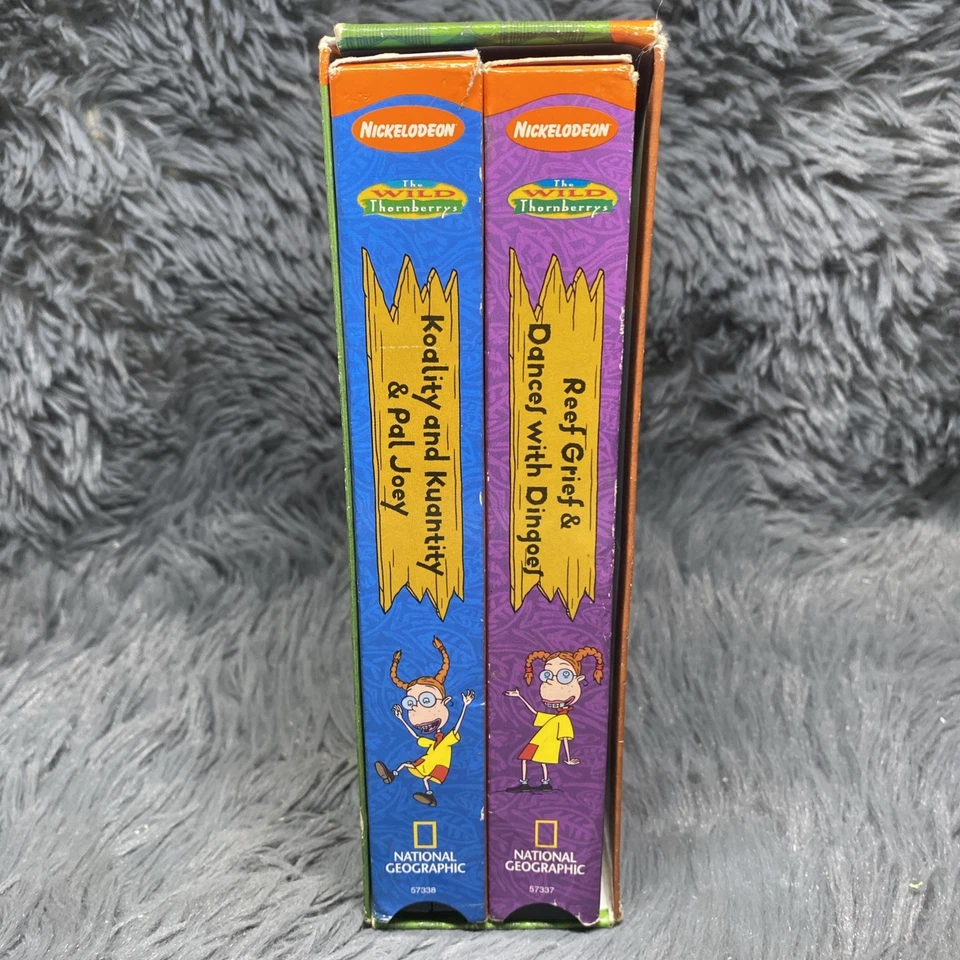 NICKELODEON
The
WILD
Thornberrys
Koality and Kuantity
& Pal Joey
NATIONAL
GEOGRAPHIC
57338
NICKELODEON
The
WILD
Thornberrys
Reef Grief &
Dances with Dingoes
NATIONAL
GEOGRAPHIC
57337